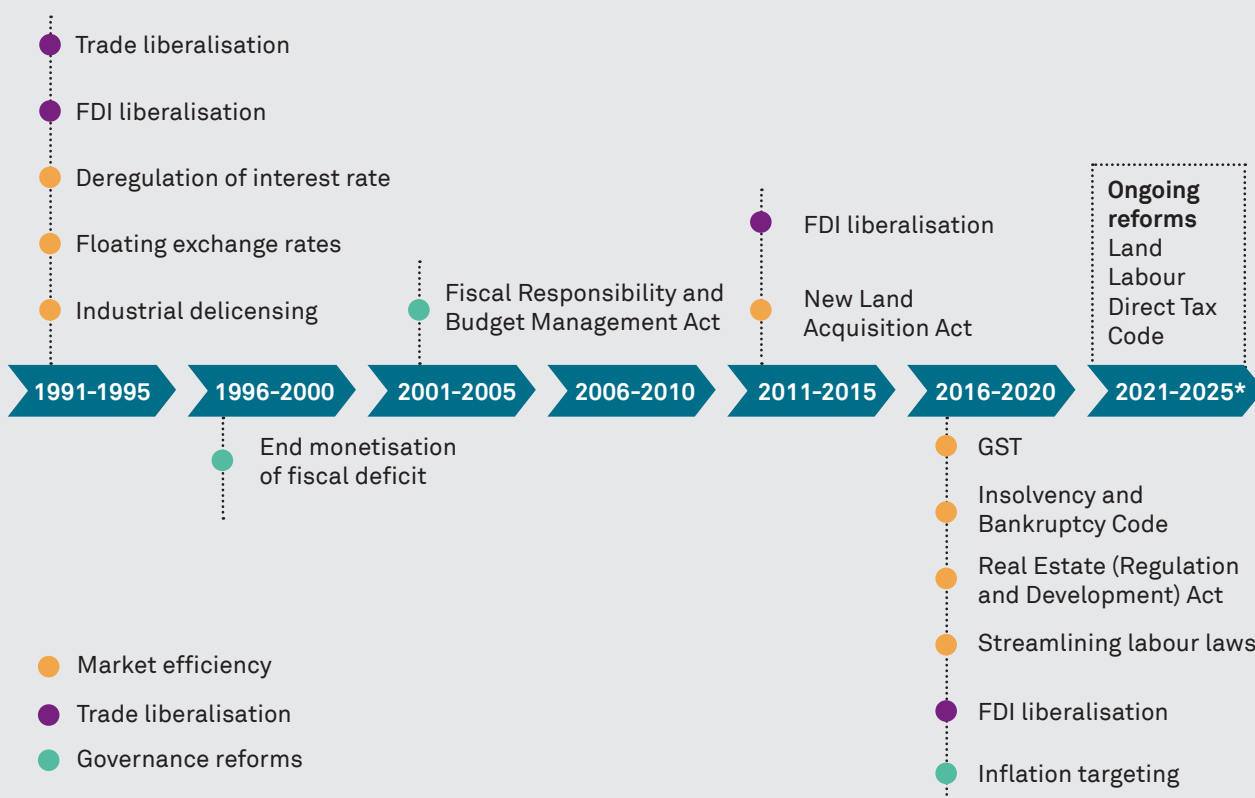 Trade liberalisation
FDI liberalisation
Deregulation of interest rate
Floating exchange rates
Industrial delicensing
Fiscal Responsibility and
Budget Management Act
FDI liberalisation
New Land
Acquisition Act
Ongoing
reforms
Land
Labour
Direct Tax
Code
1991-1995
1996-2000
2001-2005
2006-2010
2011-2015
2016-2020
2021-2025*
End monetisation
of fiscal deficit
GST
Insolvency and
Bankruptcy Code
Real Estate (Regulation
and Development) Act
Streamlining labour laws
FDI liberalisation
Inflation targeting
Market efficiency
Trade liberalisation
Governance reforms